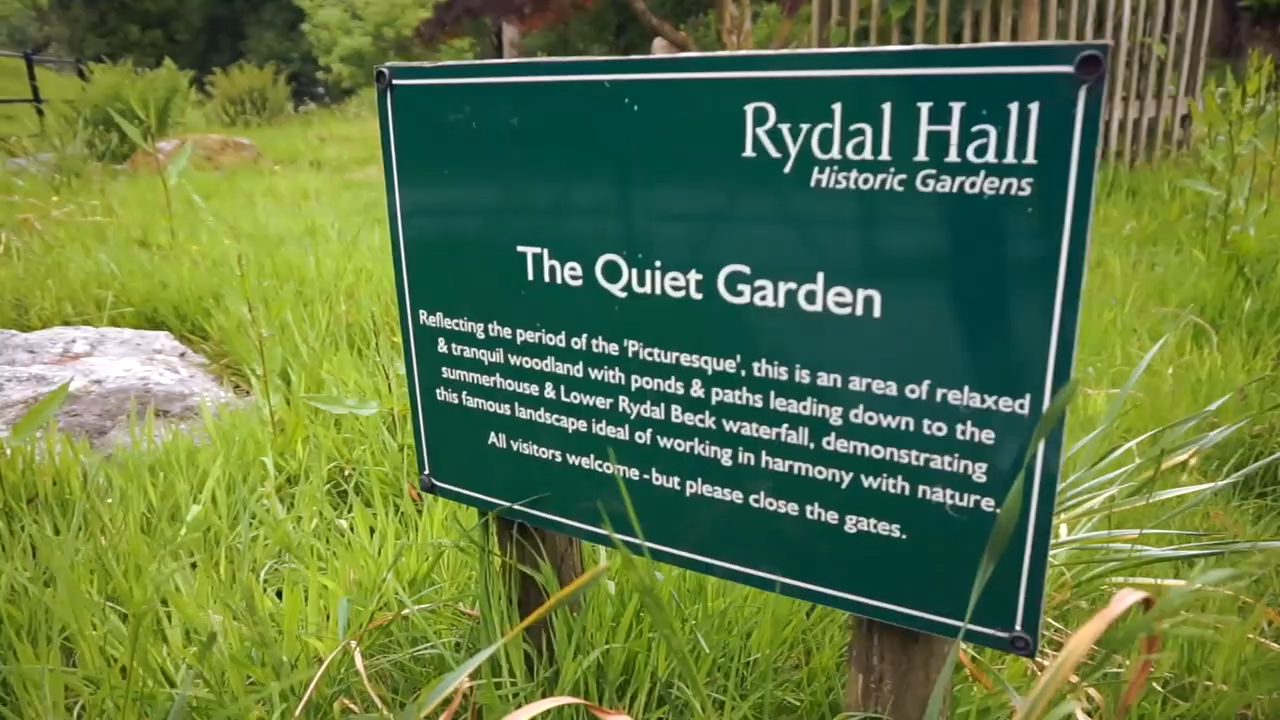 Rydal Hall
Historic Gardens
The Quiet Garden
Reflecting the period of the 'Picturesque', this is an area of relaxed
& tranquil woodland with ponds & paths leading down to the
summerhouse & Lower Rydal Beck waterfall, demonstrating
this famous landscape ideal of working in harmony with nature.
All visitors welcome - but please close the gates.